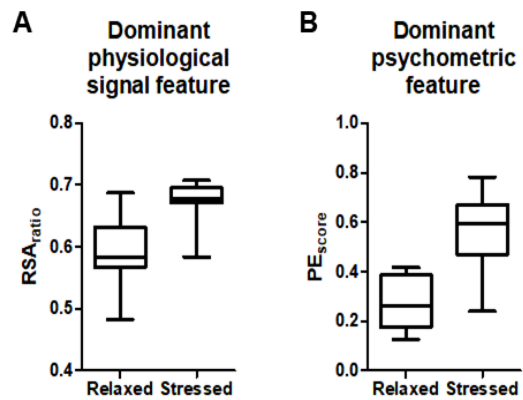 A
Dominant
physiological
signal feature
RSAratio
0.8
0.7
0.6
0.5
0.4
Relaxed Stressed
B
Dominant
psychometric
feature
PEscore
1.0
0.8
0.6
0.4
0.2
0.0
Relaxed Stressed